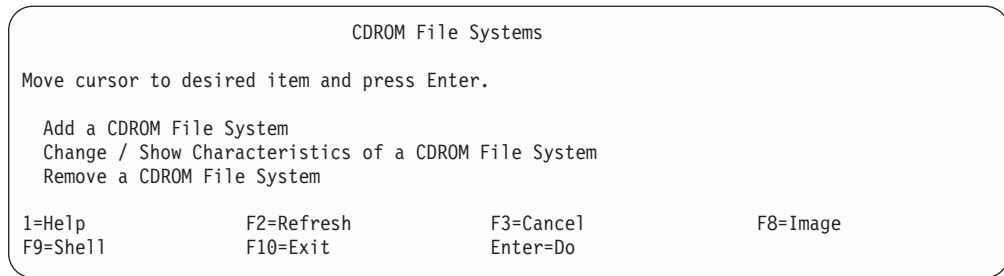 CDROM File Systems
Move cursor to desired item and press Enter.
Add a CDROM File System
Change / Show Characteristics of a CDROM File System
Remove a CDROM File System
1=Help F2=Refresh F3=Cancel F8=Image
F9=Shell F10=Exit Enter=Do